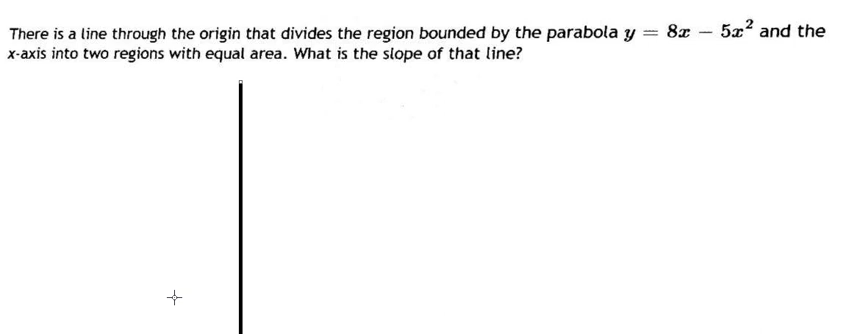 There is a line through the origin that divides the region bounded by the parabola y = 8x − 5x² and the
x-axis into two regions with equal area. What is the slope of that line?